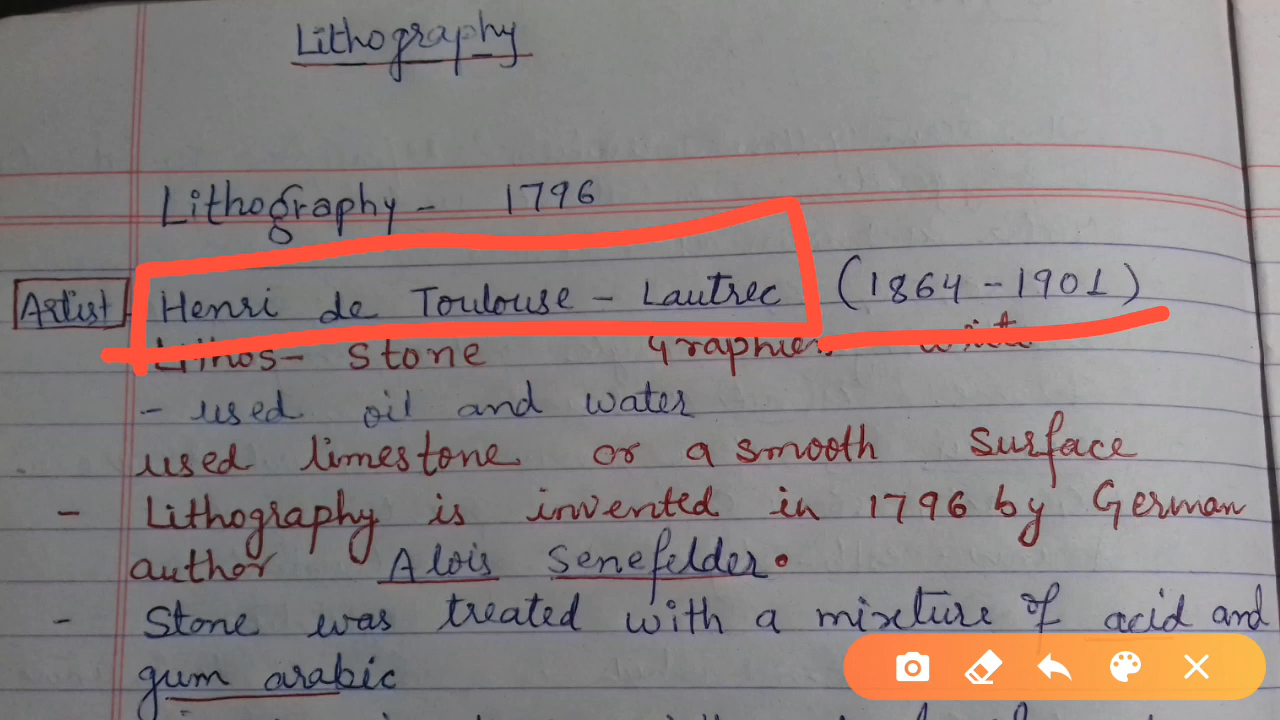 Lithography
Lithography - 1796
Artist Henri de Toulouse - Lautrec (1864 - 1901)
Lithos - stone
- used oil and water
used limestone or a smooth surface
- Lithography is invented in 1796 by German
author Alois Senefelder.
- Stone was treated with a mixture of acid and
gum arabic